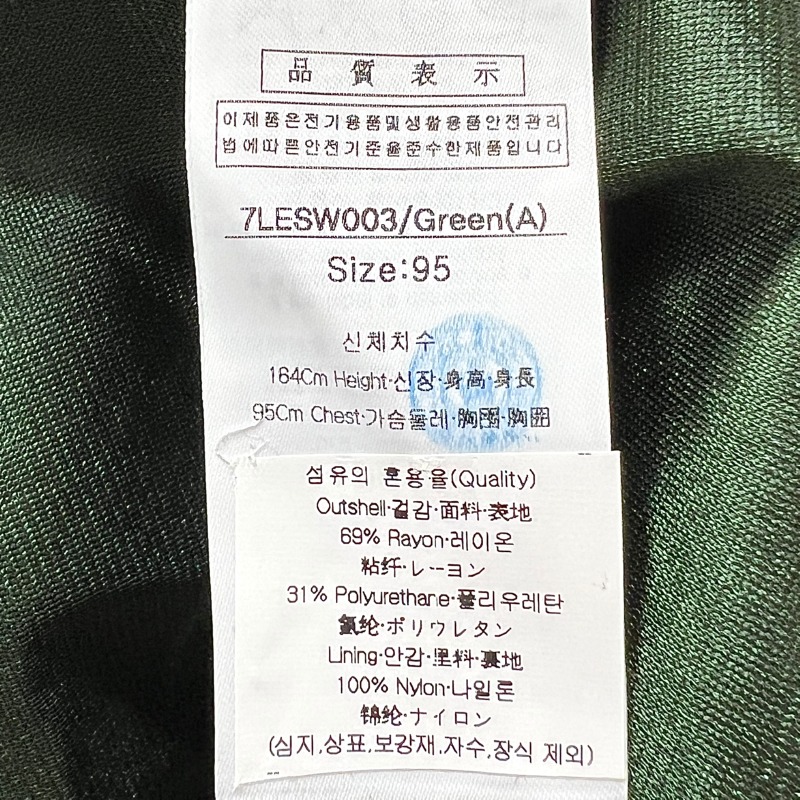 品質表示
이제품은전기용품및생활용품안전관리
법에따른안전기준을준수한제품입니다
7LESW003/Green(A)
Size:95
신체치수
164Cm Height·신장·身高·身長
95Cm Chest·가슴둘레·胸围·胸囲
섬유의 혼용율(Quality)
Outshell·겉감·面料·表地
69% Rayon·레이온
粘纤·レーヨン
31% Polyurethane·폴리우레탄
氨纶·ポリウレタン
Lining·안감·里料·裏地
100% Nylon·나일론
锦纶·ナイロン
(심지,상표,보강재,자수,장식 제외)